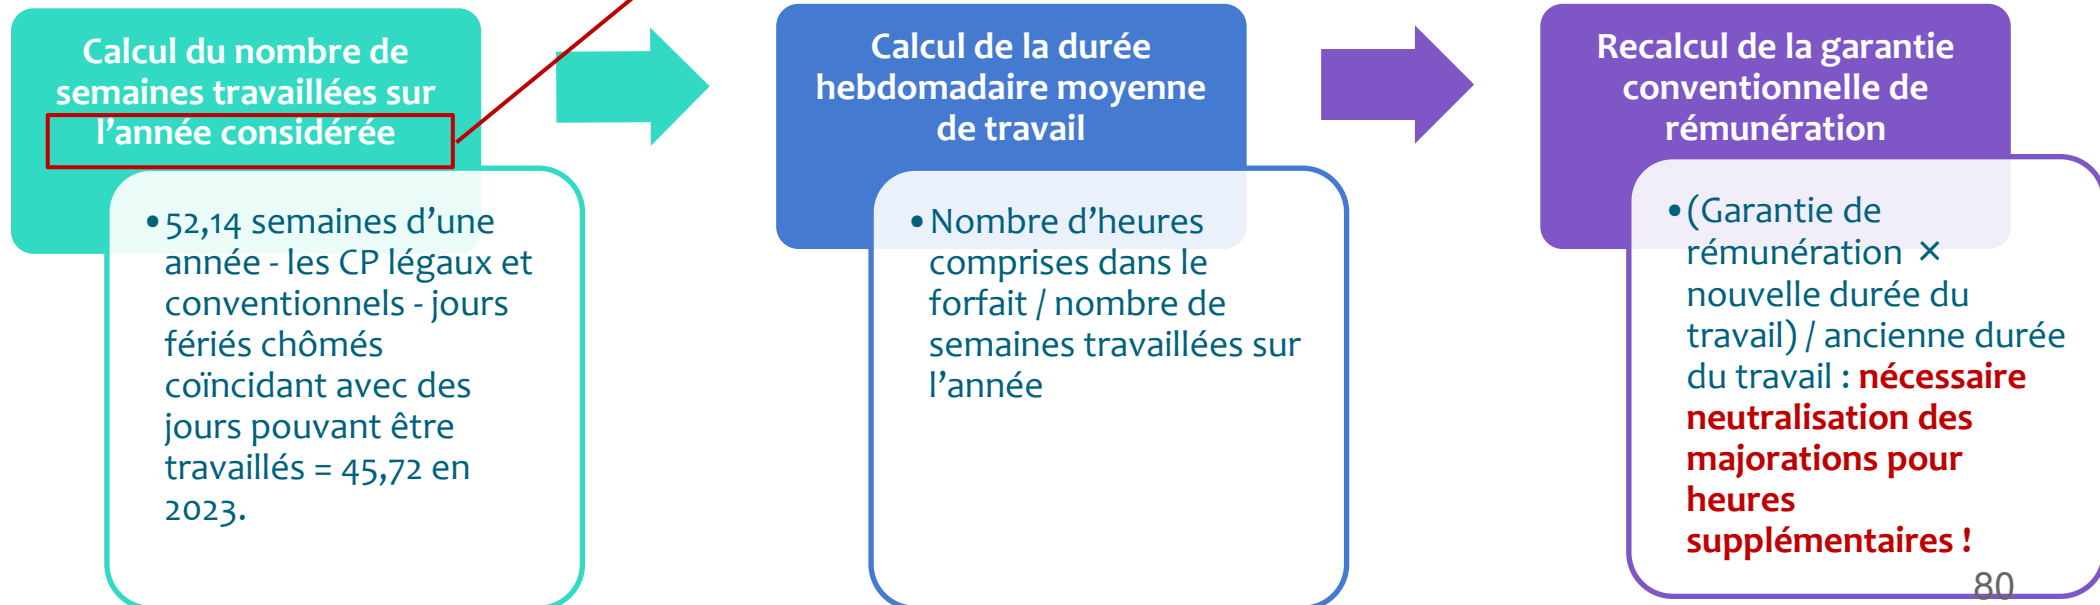 Calcul du nombre de
semaines travaillées sur
l’année considérée
•52,14 semaines d’une
année - les CP légaux et
conventionnels - jours
fériés chômés
coïncidant avec des
jours pouvant être
travaillés = 45,72 en
2023.
Calcul de la durée
hebdomadaire moyenne
de travail
•Nombre d’heures
comprises dans le
forfait / nombre de
semaines travaillées sur
l’année
Recalcul de la garantie
conventionnelle de
rémunération
•(Garantie de
rémunération ×
nouvelle durée du
travail) / ancienne durée
du travail : nécessaire
neutralisation des
majorations pour
heures
supplémentaires !
80